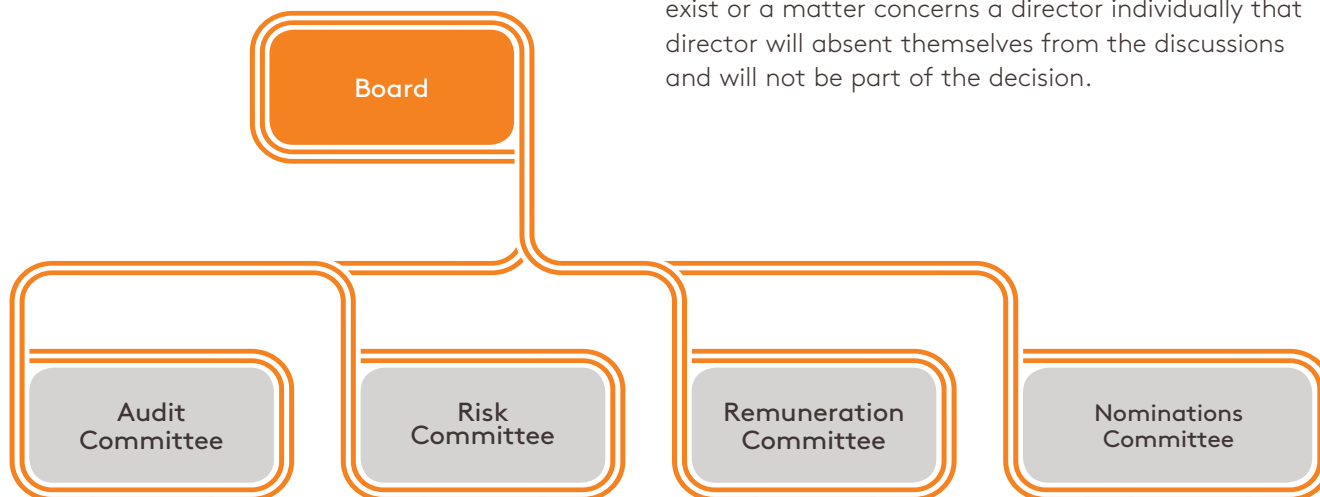 exist or a matter concerns a director individually that
director will absent themselves from the discussions
and will not be part of the decision.
Board
Audit
Committee
Risk
Committee
Remuneration
Committee
Nominations
Committee